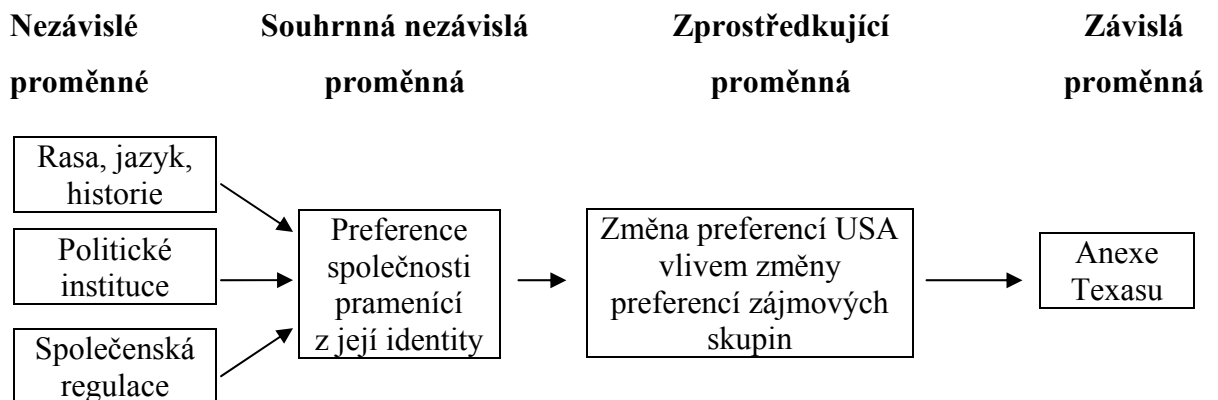 Nezávislé
proměnné
Souhrnná nezávislá
proměnná
Zprostředkující
proměnná
Závislá
proměnná
Rasa, jazyk,
historie
Politické
instituce
Společenská
regulace
Preference
společnosti
pramenící
z její identity
Změna preferencí USA
vlivem změny
preferencí zájmových
skupin
Anexe
Texasu